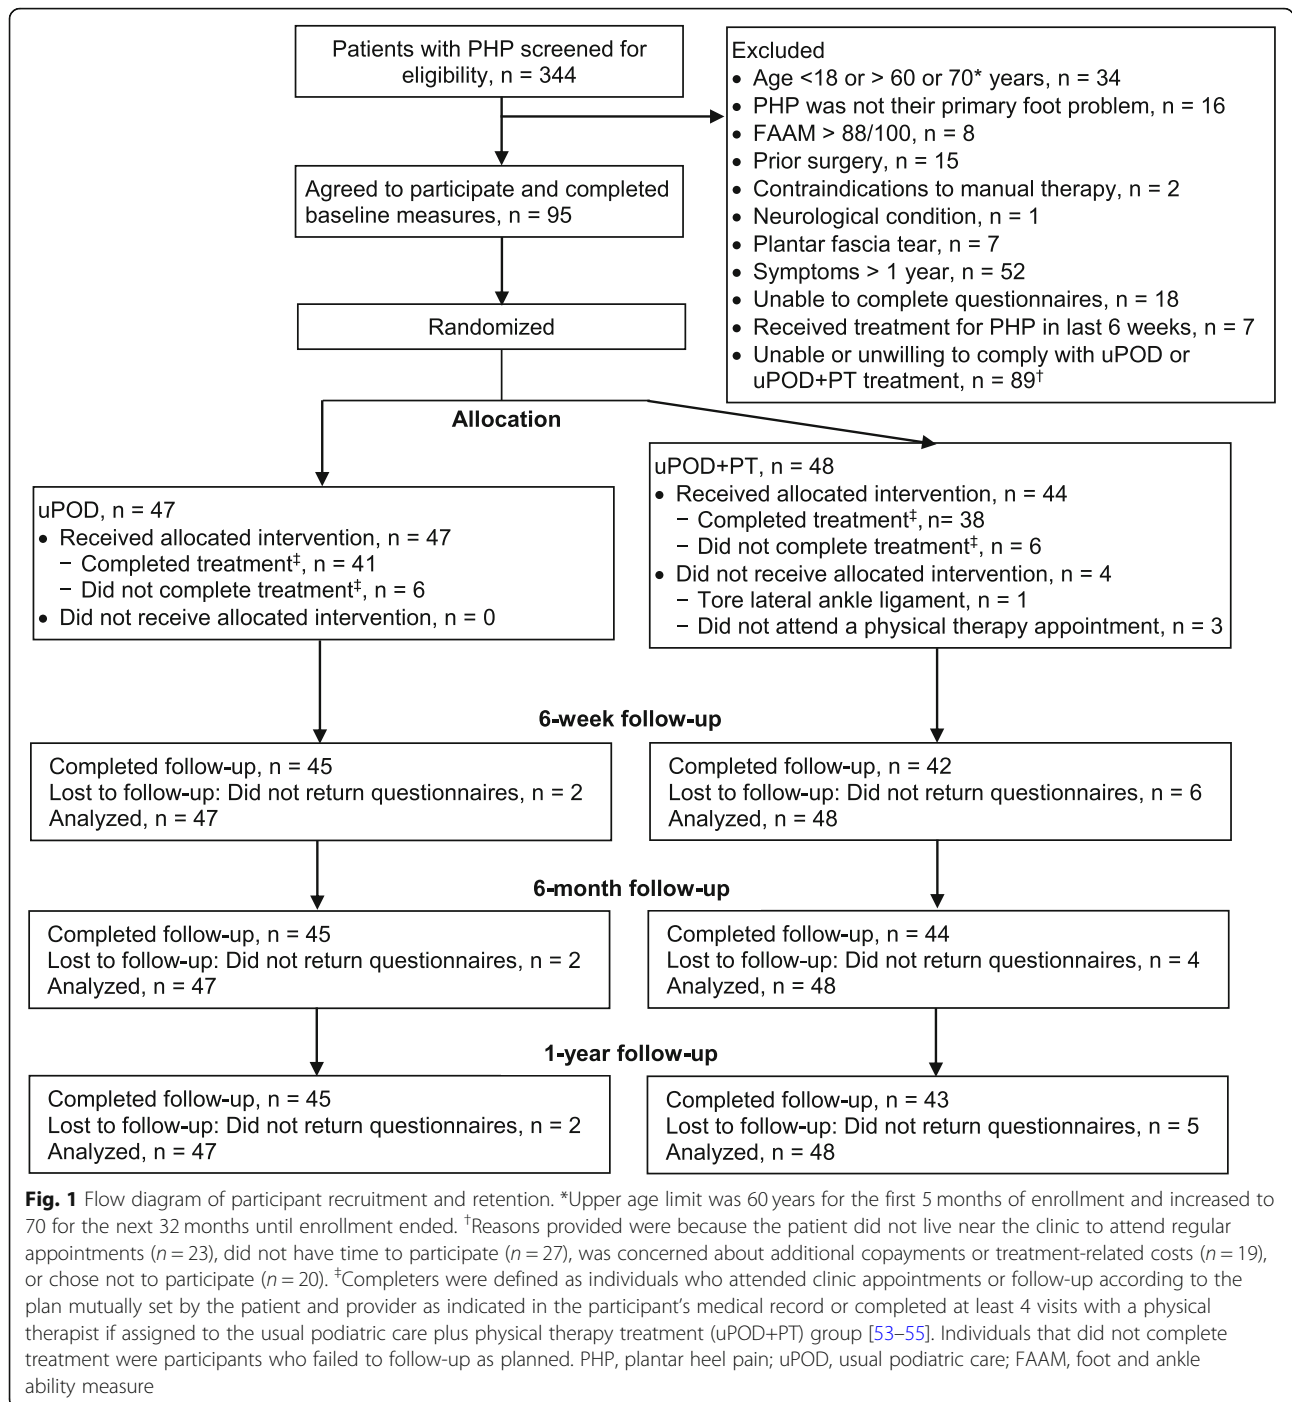 Patients with PHP screened for
eligibility, n = 344
Excluded
• Age <18 or > 60 or 70* years, n = 34
• PHP was not their primary foot problem, n = 16
• FAAM > 88/100, n = 8
• Prior surgery, n = 15
• Contraindications to manual therapy, n = 2
• Neurological condition, n = 1
• Plantar fascia tear, n = 7
• Symptoms > 1 year, n = 52
• Unable to complete questionnaires, n = 18
• Received treatment for PHP in last 6 weeks, n = 7
• Unable or unwilling to comply with uPOD or
uPOD+PT treatment, n = 89†
Agreed to participate and completed
baseline measures, n = 95
Randomized
Allocation
uPOD, n = 47
• Received allocated intervention, n = 47
– Completed treatment‡, n = 41
– Did not complete treatment‡, n = 6
• Did not receive allocated intervention, n = 0
uPOD+PT, n = 48
• Received allocated intervention, n = 44
– Completed treatment‡, n= 38
– Did not complete treatment‡, n = 6
• Did not receive allocated intervention, n = 4
– Tore lateral ankle ligament, n = 1
– Did not attend a physical therapy appointment, n = 3
6-week follow-up
Completed follow-up, n = 45
Lost to follow-up: Did not return questionnaires, n = 2
Analyzed, n = 47
Completed follow-up, n = 42
Lost to follow-up: Did not return questionnaires, n = 6
Analyzed, n = 48
6-month follow-up
Completed follow-up, n = 45
Lost to follow-up: Did not return questionnaires, n = 2
Analyzed, n = 47
Completed follow-up, n = 44
Lost to follow-up: Did not return questionnaires, n = 4
Analyzed, n = 48
1-year follow-up
Completed follow-up, n = 45
Lost to follow-up: Did not return questionnaires, n = 2
Analyzed, n = 47
Completed follow-up, n = 43
Lost to follow-up: Did not return questionnaires, n = 5
Analyzed, n = 48
Fig. 1 Flow diagram of participant recruitment and retention. *Upper age limit was 60 years for the first 5 months of enrollment and increased to
70 for the next 32 months until enrollment ended. †Reasons provided were because the patient did not live near the clinic to attend regular
appointments (n = 23), did not have time to participate (n = 27), was concerned about additional copayments or treatment-related costs (n = 19),
or chose not to participate (n = 20). ‡Completers were defined as individuals who attended clinic appointments or follow-up according to the
plan mutually set by the patient and provider as indicated in the participant's medical record or completed at least 4 visits with a physical
therapist if assigned to the usual podiatric care plus physical therapy treatment (uPOD+PT) group [53–55]. Individuals that did not complete
treatment were participants who failed to follow-up as planned. PHP, plantar heel pain; uPOD, usual podiatric care; FAAM, foot and ankle
ability measure